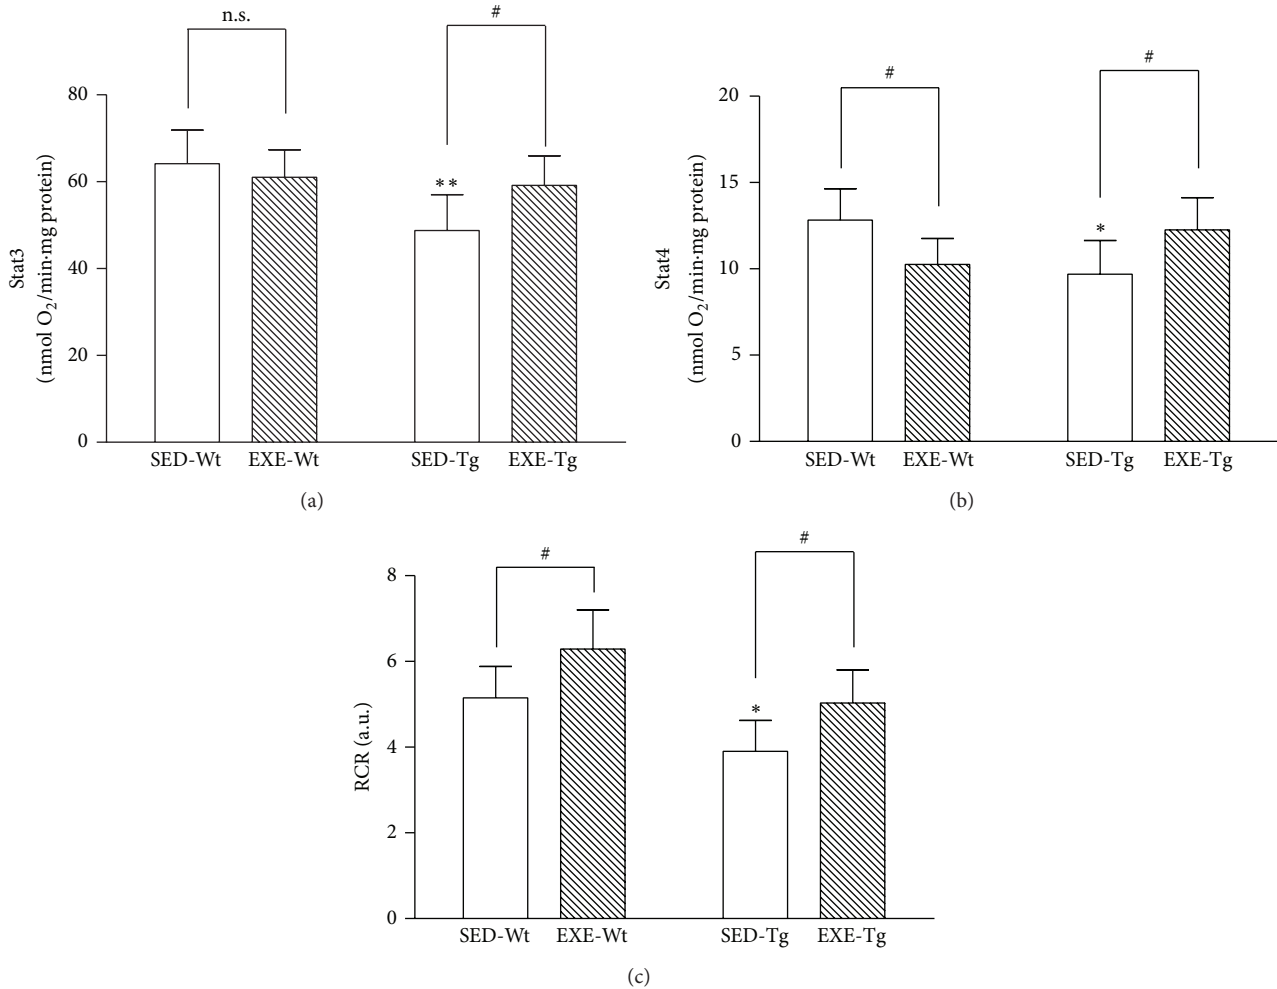 n.s.
#
80
60
40
20
0
Stat3
(nmol O₂/min·mg protein)
**
SED-Wt EXE-Wt SED-Tg EXE-Tg
(a)
#
#
20
15
10
5
0
Stat4
(nmol O₂/min·mg protein)
*
SED-Wt EXE-Wt SED-Tg EXE-Tg
(b)
#
#
8
6
4
2
0
RCR (a.u.)
*
SED-Wt EXE-Wt SED-Tg EXE-Tg
(c)